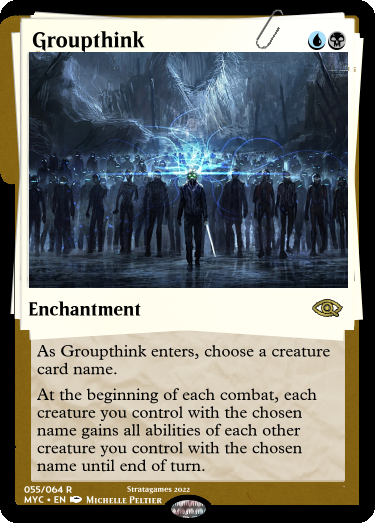 Groupthink
Enchantment
As Groupthink enters, choose a creature
card name.
At the beginning of each combat, each
creature you control with the chosen
name gains all abilities of each other
creature you control with the chosen
name until end of turn.
055/064 R
Stratagames 2022
MYC • EN Michelle Peltier